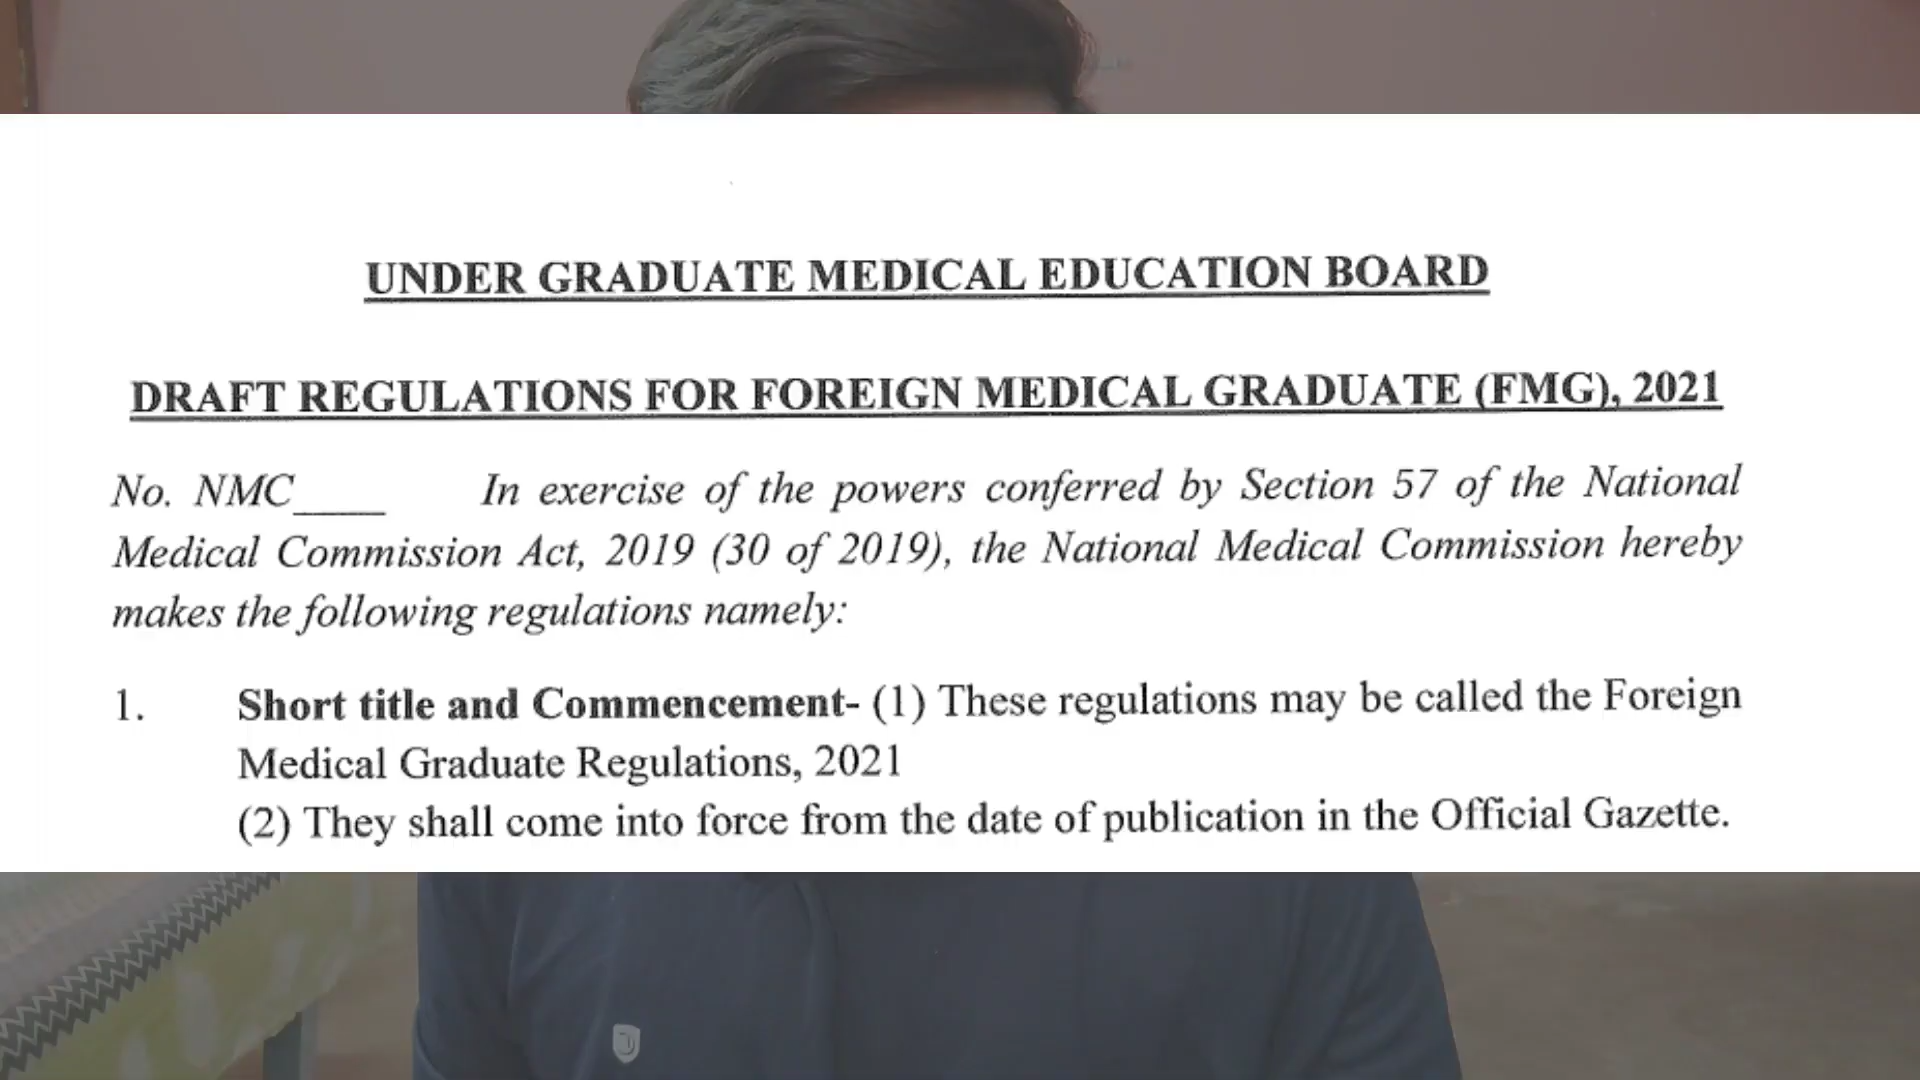 UNDER GRADUATE MEDICAL EDUCATION BOARD
DRAFT REGULATIONS FOR FOREIGN MEDICAL GRADUATE (FMG), 2021
No. NMC____ In exercise of the powers conferred by Section 57 of the National
Medical Commission Act, 2019 (30 of 2019), the National Medical Commission hereby
makes the following regulations namely:
1. Short title and Commencement- (1) These regulations may be called the Foreign
Medical Graduate Regulations, 2021
(2) They shall come into force from the date of publication in the Official Gazette.